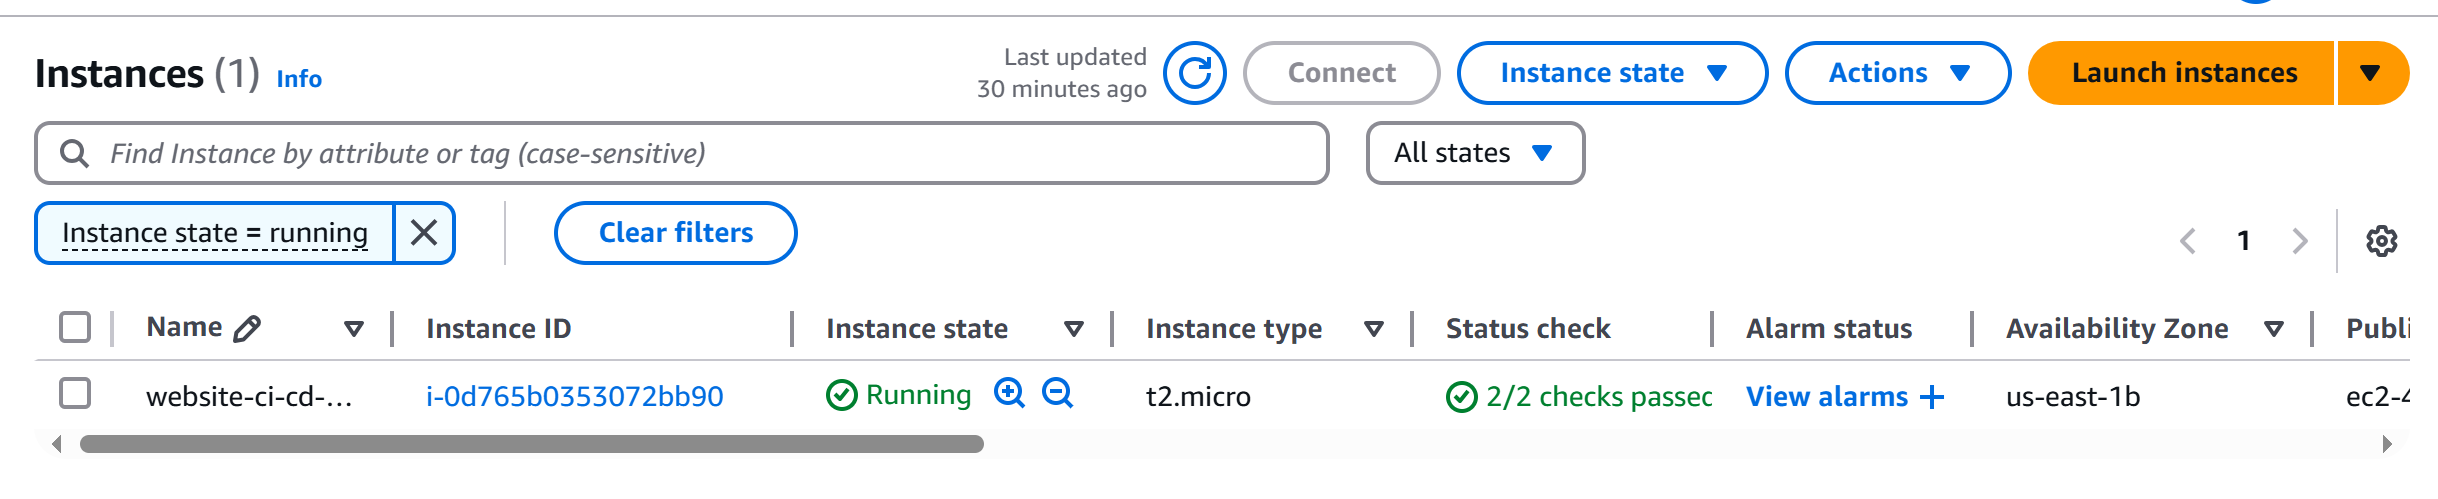 Instances (1) Info
Last updated
30 minutes ago
Connect
Instance state
Actions
Launch instances
Find Instance by attribute or tag (case-sensitive)
All states
Instance state = running
Clear filters
1
Name Instance ID Instance state Instance type Status check Alarm status Availability Zone Publi
website-ci-cd-... i-0d765b0353072bb90 Running t2.micro 2/2 checks passec View alarms + us-east-1b ec2-4